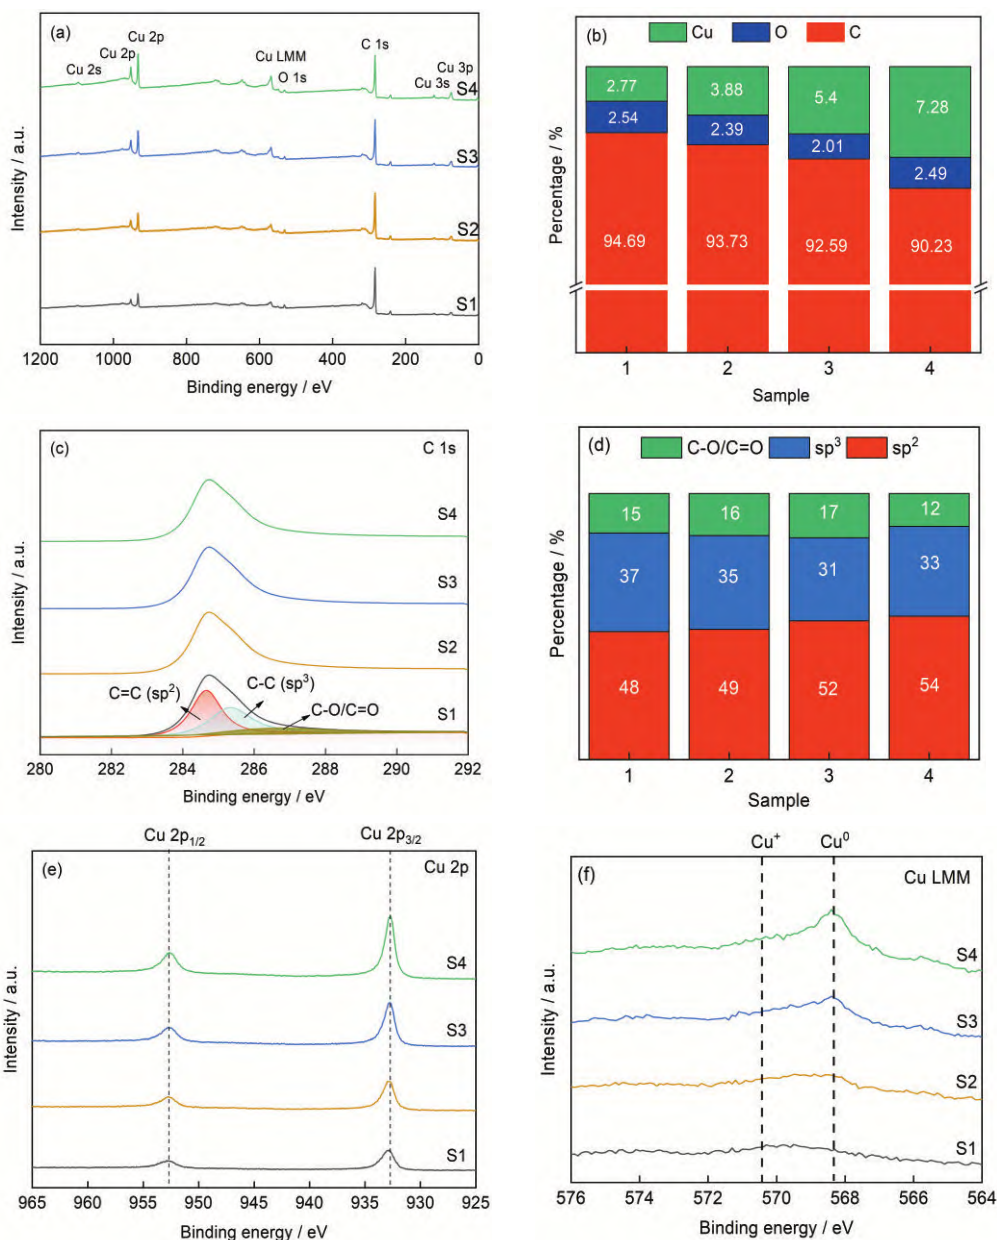 (a)
Cu 2s
Cu 2p
Cu 2p
Cu LMM
O 1s
C 1s
Cu 3p
Cu 3s
S4
S3
S2
S1
Intensity / a.u.
1200 1000 800 600 400 200 0
Binding energy / eV
(b)
Cu O C
2.77 3.88 5.4 7.28
2.54 2.39 2.01 2.49
94.69 93.73 92.59 90.23
Percentage / %
1 2 3 4
Sample
(c)
C 1s
S4
S3
S2
S1
C=C (sp²)
C-C (sp³)
C-O/C=O
Intensity / a.u.
280 282 284 286 288 290 292
Binding energy / eV
(d)
C-O/C=O sp³ sp²
15 16 17 12
37 35 31 33
48 49 52 54
Percentage / %
1 2 3 4
Sample
Cu 2p₁/₂ Cu 2p₃/₂
(e)
Cu 2p
S4
S3
S2
S1
Intensity / a.u.
965 960 955 950 945 940 935 930 925
Binding energy / eV
Cu⁺ Cu⁰
(f)
Cu LMM
S4
S3
S2
S1
Intensity / a.u.
576 574 572 570 568 566 564
Binding energy / eV